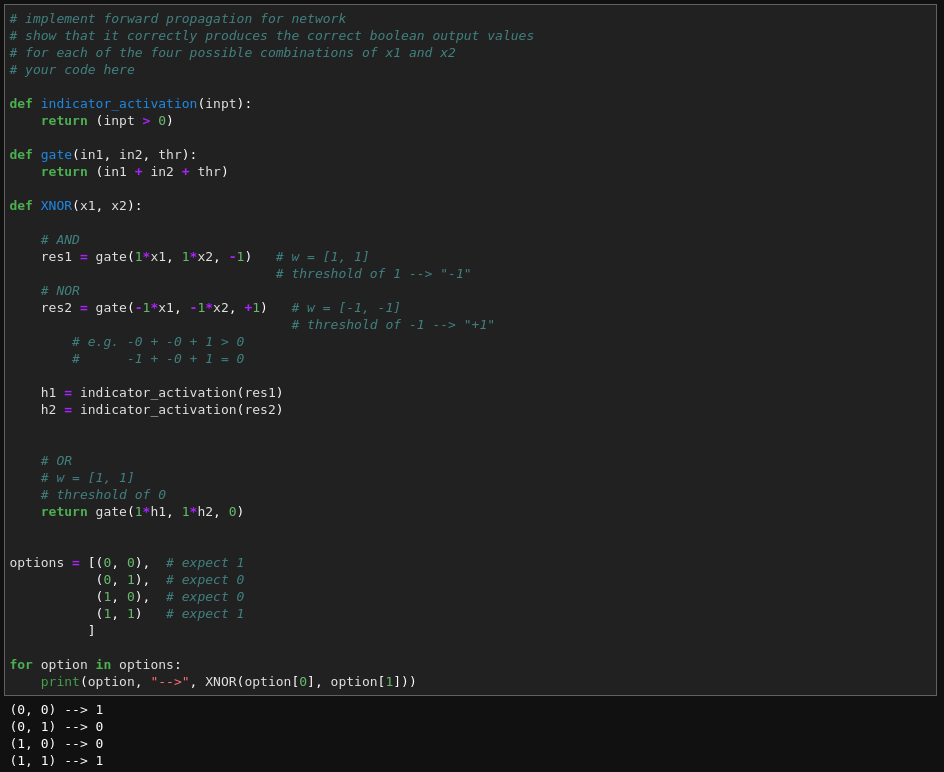 # implement forward propagation for network
# show that it correctly produces the correct boolean output values
# for each of the four possible combinations of x1 and x2
# your code here

def indicator_activation(inpt):
    return (inpt > 0)

def gate(in1, in2, thr):
    return (in1 + in2 + thr)

def XNOR(x1, x2):

    # AND
    res1 = gate(1*x1, 1*x2, -1)   # w = [1, 1]
                                  # threshold of 1 --> "-1"
    # NOR
    res2 = gate(-1*x1, -1*x2, +1)   # w = [-1, -1]
                                    # threshold of -1 --> "+1"
        # e.g. -0 + -0 + 1 > 0
        #      -1 + -0 + 1 = 0

    h1 = indicator_activation(res1)
    h2 = indicator_activation(res2)


    # OR
    # w = [1, 1]
    # threshold of 0
    return gate(1*h1, 1*h2, 0)


options = [(0, 0),  # expect 1
           (0, 1),  # expect 0
           (1, 0),  # expect 0
           (1, 1)   # expect 1
          ]

for option in options:
    print(option, "-->", XNOR(option[0], option[1]))
(0, 0) --> 1
(0, 1) --> 0
(1, 0) --> 0
(1, 1) --> 1